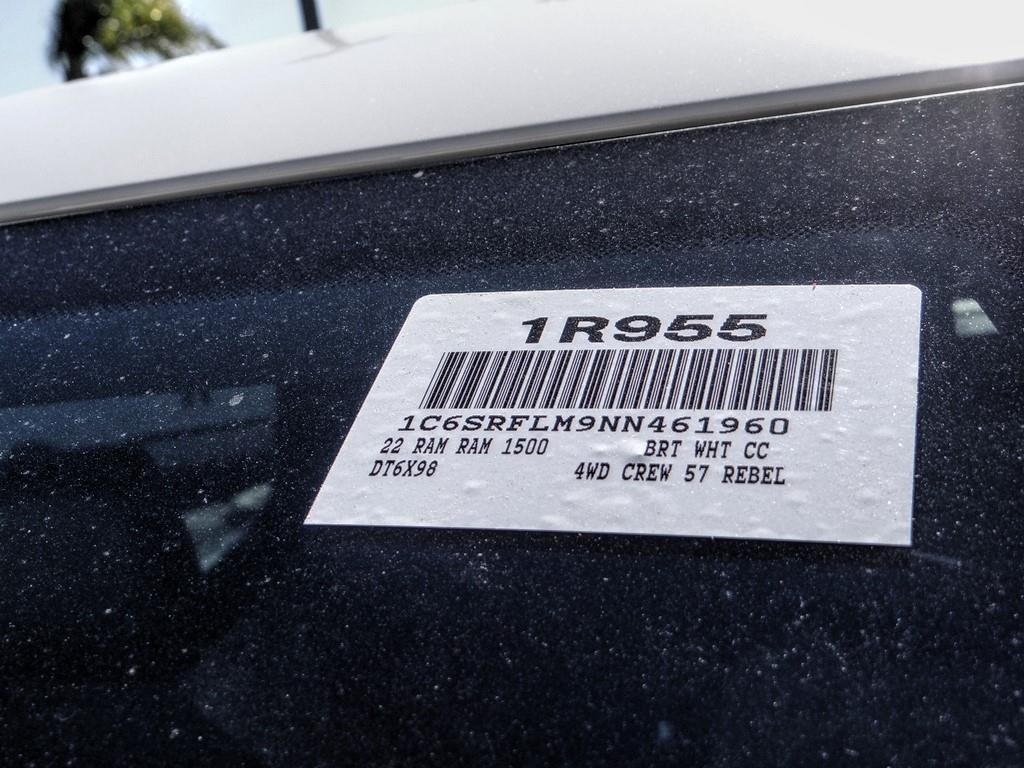 1R955
1C6SRFLM9NN461960
22 RAM RAM 1500 BRT WHT CC
DT6X98 4WD CREW 57 REBEL